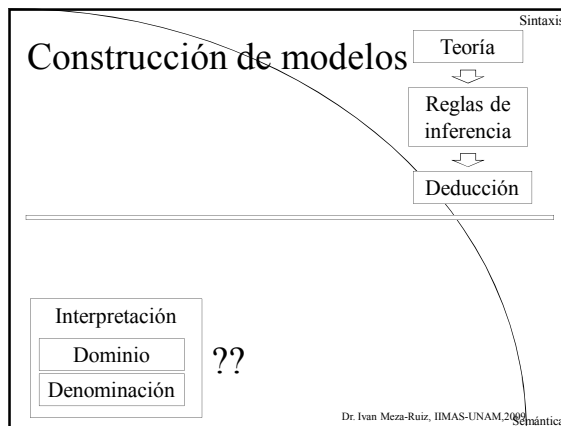 Sintaxis
Construcción de modelos
Teoría
Reglas de
inferencia
Deducción
Interpretación
Dominio
Denominación
??
Dr. Ivan Meza-Ruiz, IIMAS-UNAM,2009
Semántica